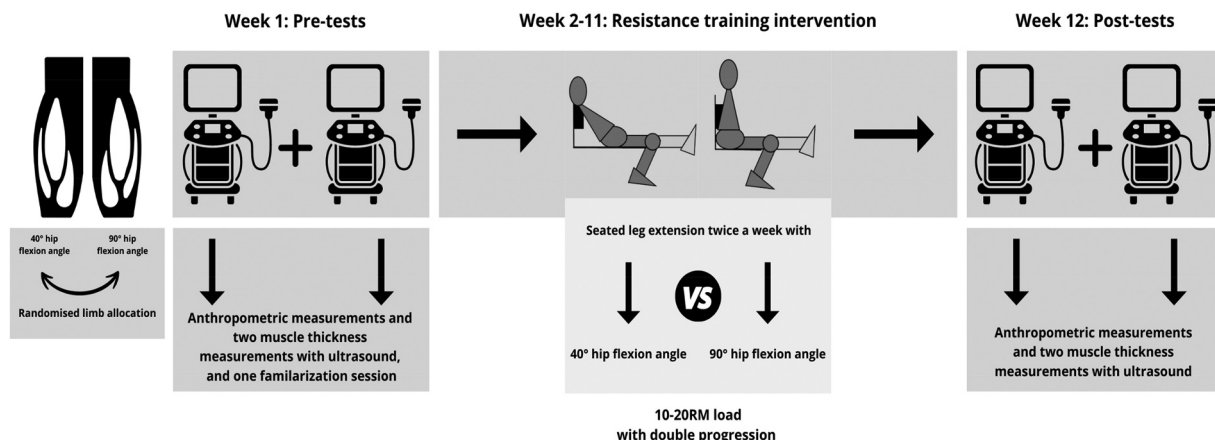 Week 1: Pre-tests
Week 2-11: Resistance training intervention
Week 12: Post-tests
40° hip
flexion angle
90° hip
flexion angle
Randomised limb allocation
Anthropometric measurements and
two muscle thickness
measurements with ultrasound,
and one familarization session
Seated leg extension twice a week with
VS
40° hip flexion angle
90° hip flexion angle
10-20RM load
with double progression
Anthropometric measurements
and two muscle thickness
measurements with ultrasound